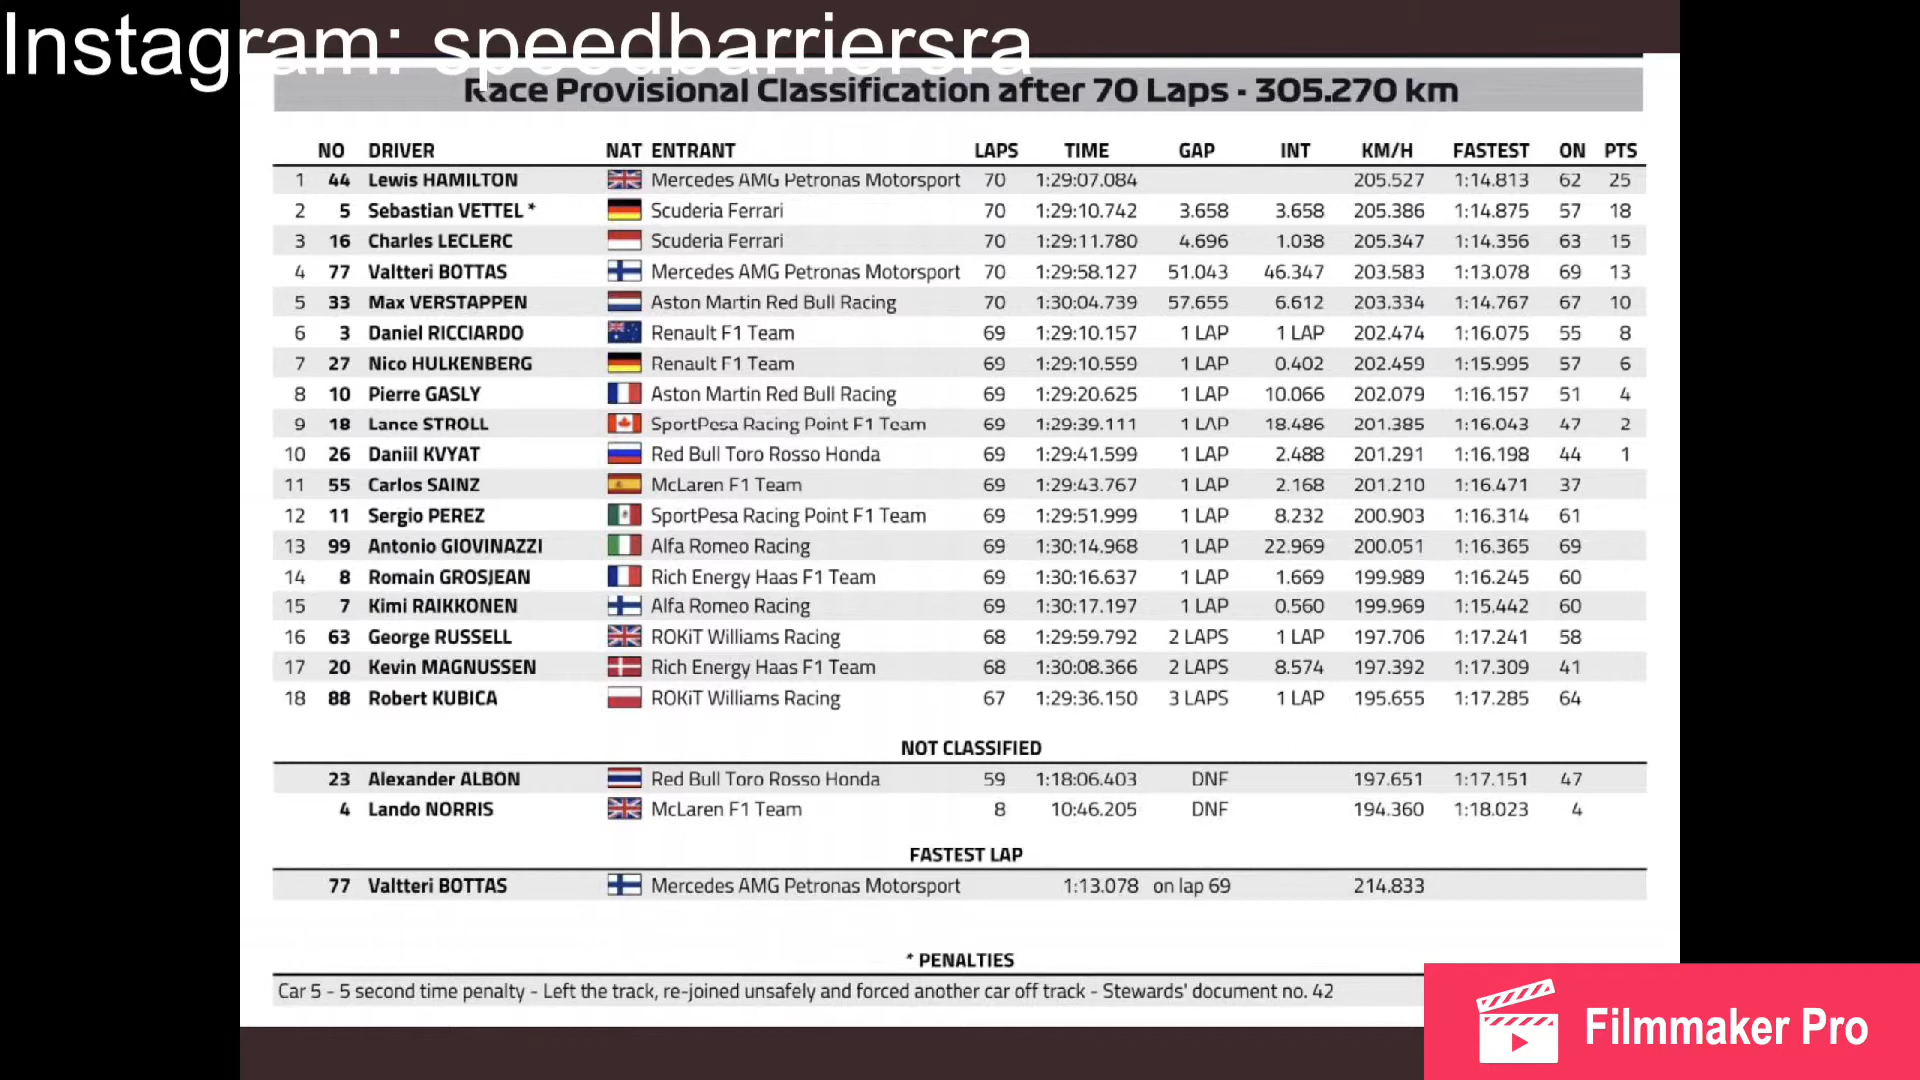 Instagram: speedbarriersra
Race Provisional Classification after 70 Laps - 305.270 km
NO DRIVER NAT ENTRANT LAPS TIME GAP INT KM/H FASTEST ON PTS
1 44 Lewis HAMILTON Mercedes AMG Petronas Motorsport 70 1:29:07.084 205.527 1:14.813 62 25
2 5 Sebastian VETTEL * Scuderia Ferrari 70 1:29:10.742 3.658 3.658 205.386 1:14.875 57 18
3 16 Charles LECLERC Scuderia Ferrari 70 1:29:11.780 4.696 1.038 205.347 1:14.356 63 15
4 77 Valtteri BOTTAS Mercedes AMG Petronas Motorsport 70 1:29:58.127 51.043 46.347 203.583 1:13.078 69 13
5 33 Max VERSTAPPEN Aston Martin Red Bull Racing 70 1:30:04.739 57.655 6.612 203.334 1:14.767 67 10
6 3 Daniel RICCIARDO Renault F1 Team 69 1:29:10.157 1 LAP 1 LAP 202.474 1:16.075 55 8
7 27 Nico HULKENBERG Renault F1 Team 69 1:29:10.559 1 LAP 0.402 202.459 1:15.995 57 6
8 10 Pierre GASLY Aston Martin Red Bull Racing 69 1:29:20.625 1 LAP 10.066 202.079 1:16.157 51 4
9 18 Lance STROLL SportPesa Racing Point F1 Team 69 1:29:39.111 1 LAP 18.486 201.385 1:16.043 47 2
10 26 Daniil KVYAT Red Bull Toro Rosso Honda 69 1:29:41.599 1 LAP 2.488 201.291 1:16.198 44 1
11 55 Carlos SAINZ McLaren F1 Team 69 1:29:43.767 1 LAP 2.168 201.210 1:16.471 37
12 11 Sergio PEREZ SportPesa Racing Point F1 Team 69 1:29:51.999 1 LAP 8.232 200.903 1:16.314 61
13 99 Antonio GIOVINAZZI Alfa Romeo Racing 69 1:30:14.968 1 LAP 22.969 200.051 1:16.365 69
14 8 Romain GROSJEAN Rich Energy Haas F1 Team 69 1:30:16.637 1 LAP 1.669 199.989 1:16.245 60
15 7 Kimi RAIKKONEN Alfa Romeo Racing 69 1:30:17.197 1 LAP 0.560 199.969 1:15.442 60
16 63 George RUSSELL ROKiT Williams Racing 68 1:29:59.792 2 LAPS 1 LAP 197.706 1:17.241 58
17 20 Kevin MAGNUSSEN Rich Energy Haas F1 Team 68 1:30:08.366 2 LAPS 8.574 197.392 1:17.309 41
18 88 Robert KUBICA ROKiT Williams Racing 67 1:29:36.150 3 LAPS 1 LAP 195.655 1:17.285 64
NOT CLASSIFIED
23 Alexander ALBON Red Bull Toro Rosso Honda 59 1:18:06.403 DNF 197.651 1:17.151 47
4 Lando NORRIS McLaren F1 Team 8 10:46.205 DNF 194.360 1:18.023 4
FASTEST LAP
77 Valtteri BOTTAS Mercedes AMG Petronas Motorsport 1:13.078 on lap 69 214.833
* PENALTIES
Car 5 - 5 second time penalty - Left the track, re-joined unsafely and forced another car off track - Stewards' document no. 42
Filmmaker Pro